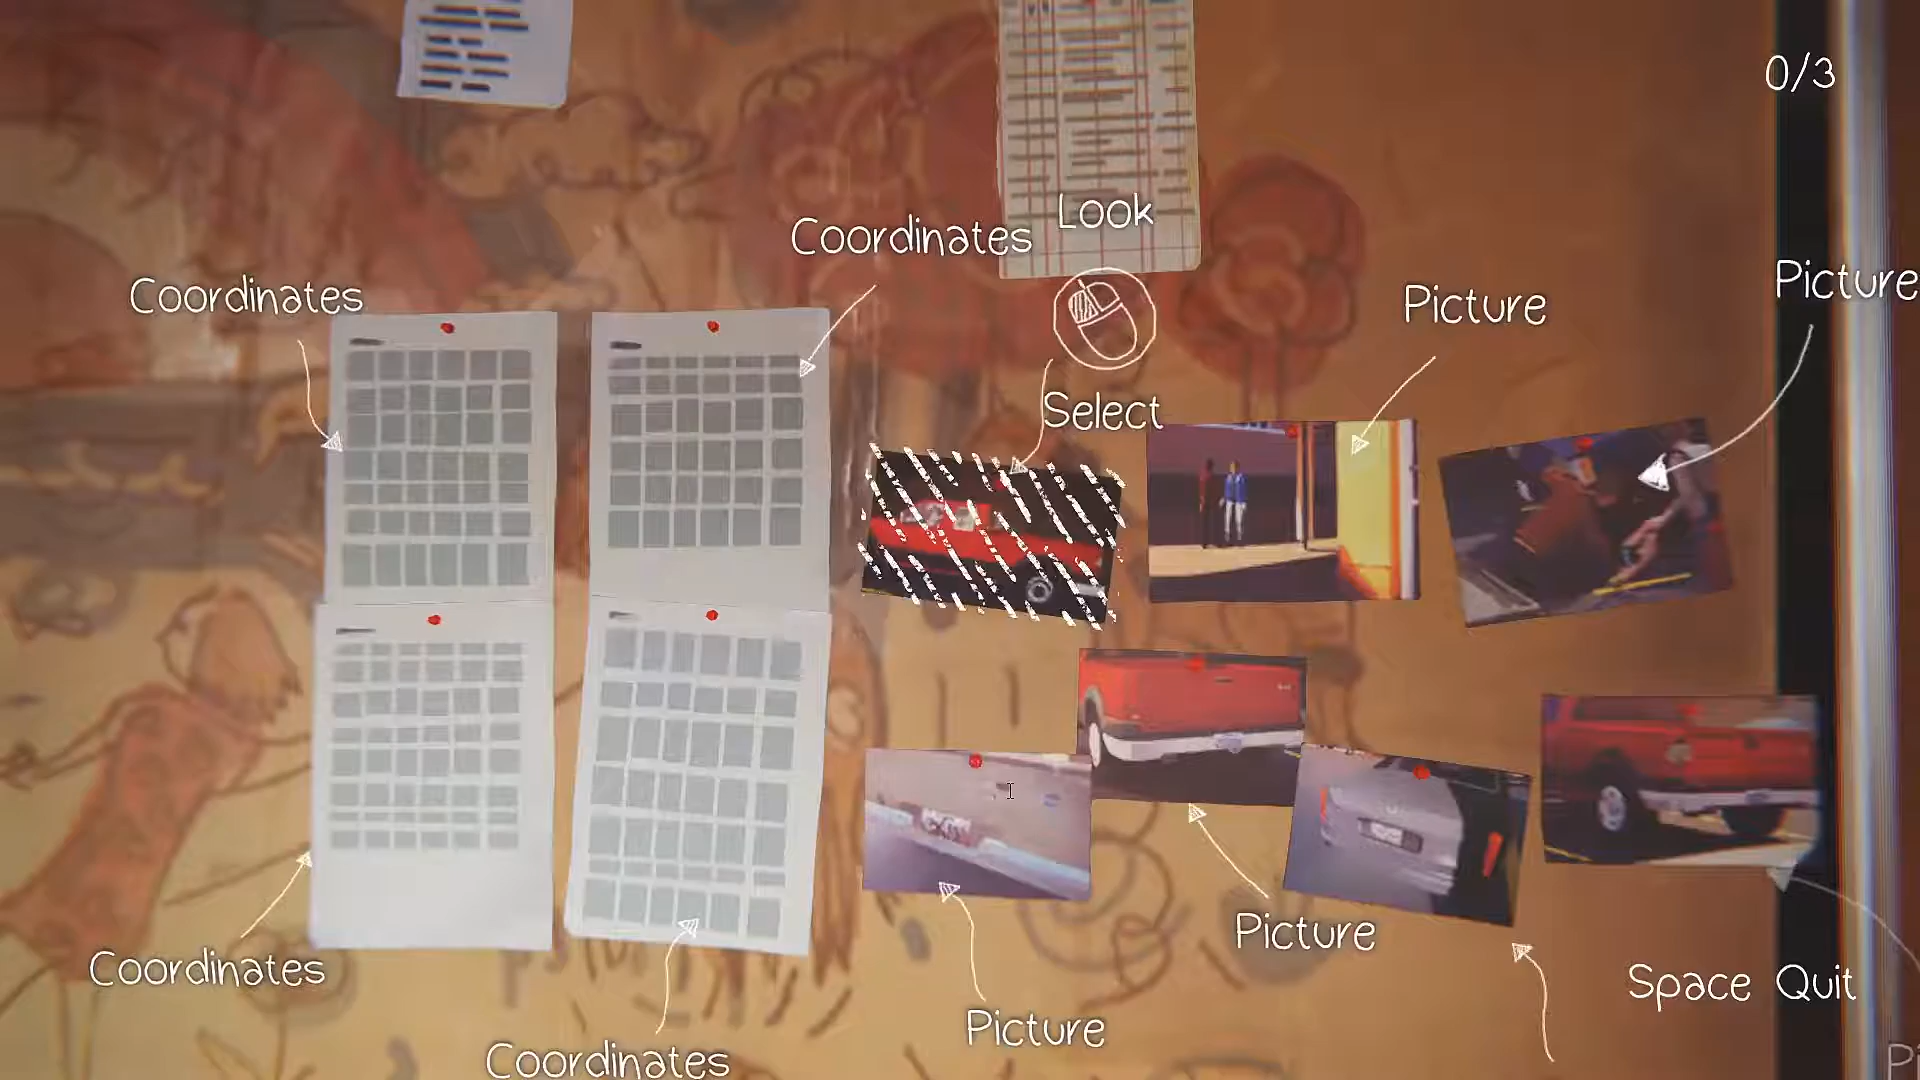 0/3
Look
Coordinates
Coordinates
Picture
Picture
Select
Picture
Coordinates
Space Quit
Picture
Coordinates